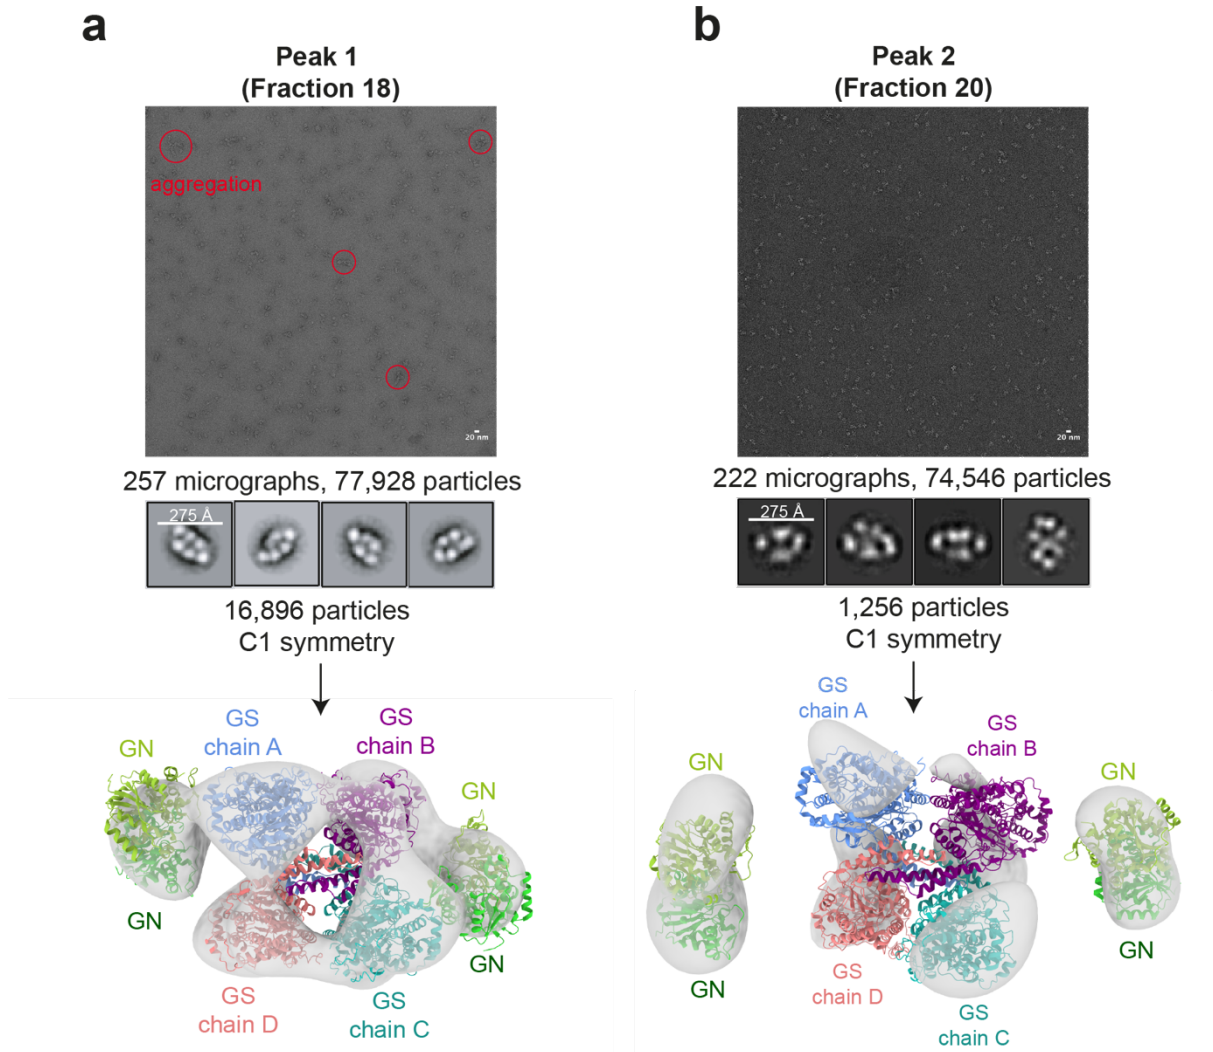 a
Peak 1
(Fraction 18)
aggregation
20 nm
257 micrographs, 77,928 particles
275 Å
16,896 particles
C1 symmetry
GS
chain A
GS
chain B
GN
GN
GN
GN
GS
chain D
GS
chain C
b
Peak 2
(Fraction 20)
20 nm
222 micrographs, 74,546 particles
275 Å
1,256 particles
C1 symmetry
GS
chain A
GS
chain B
GN
GN
GN
GN
GS
chain D
GS
chain C